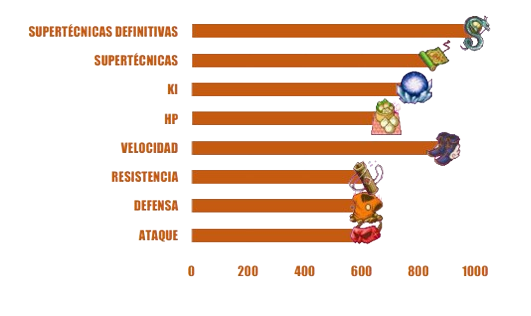 SUPERTÉCNICAS DEFINITIVAS
SUPERTÉCNICAS
KI
HP
VELOCIDAD
RESISTENCIA
DEFENSA
ATAQUE
0 200 400 600 800 1000